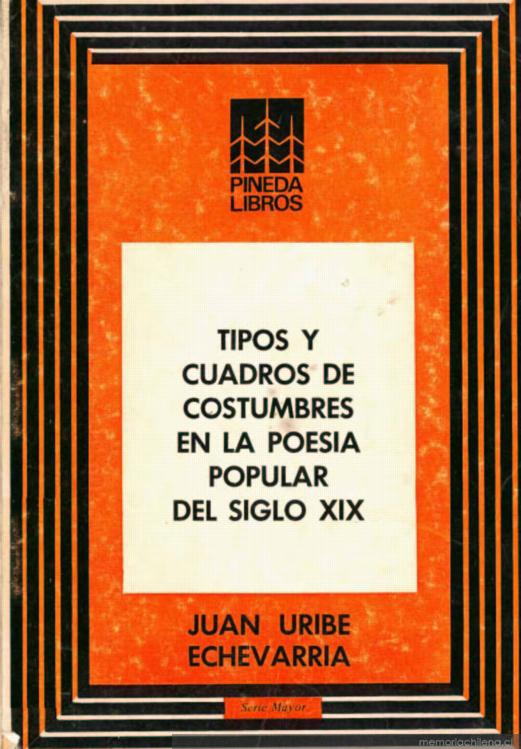 PINEDA
LIBROS
TIPOS Y
CUADROS DE
COSTUMBRES
EN LA POESIA
POPULAR
DEL SIGLO XIX
JUAN URIBE
ECHEVARRIA
Serie Mayor
memoriachilena.cl